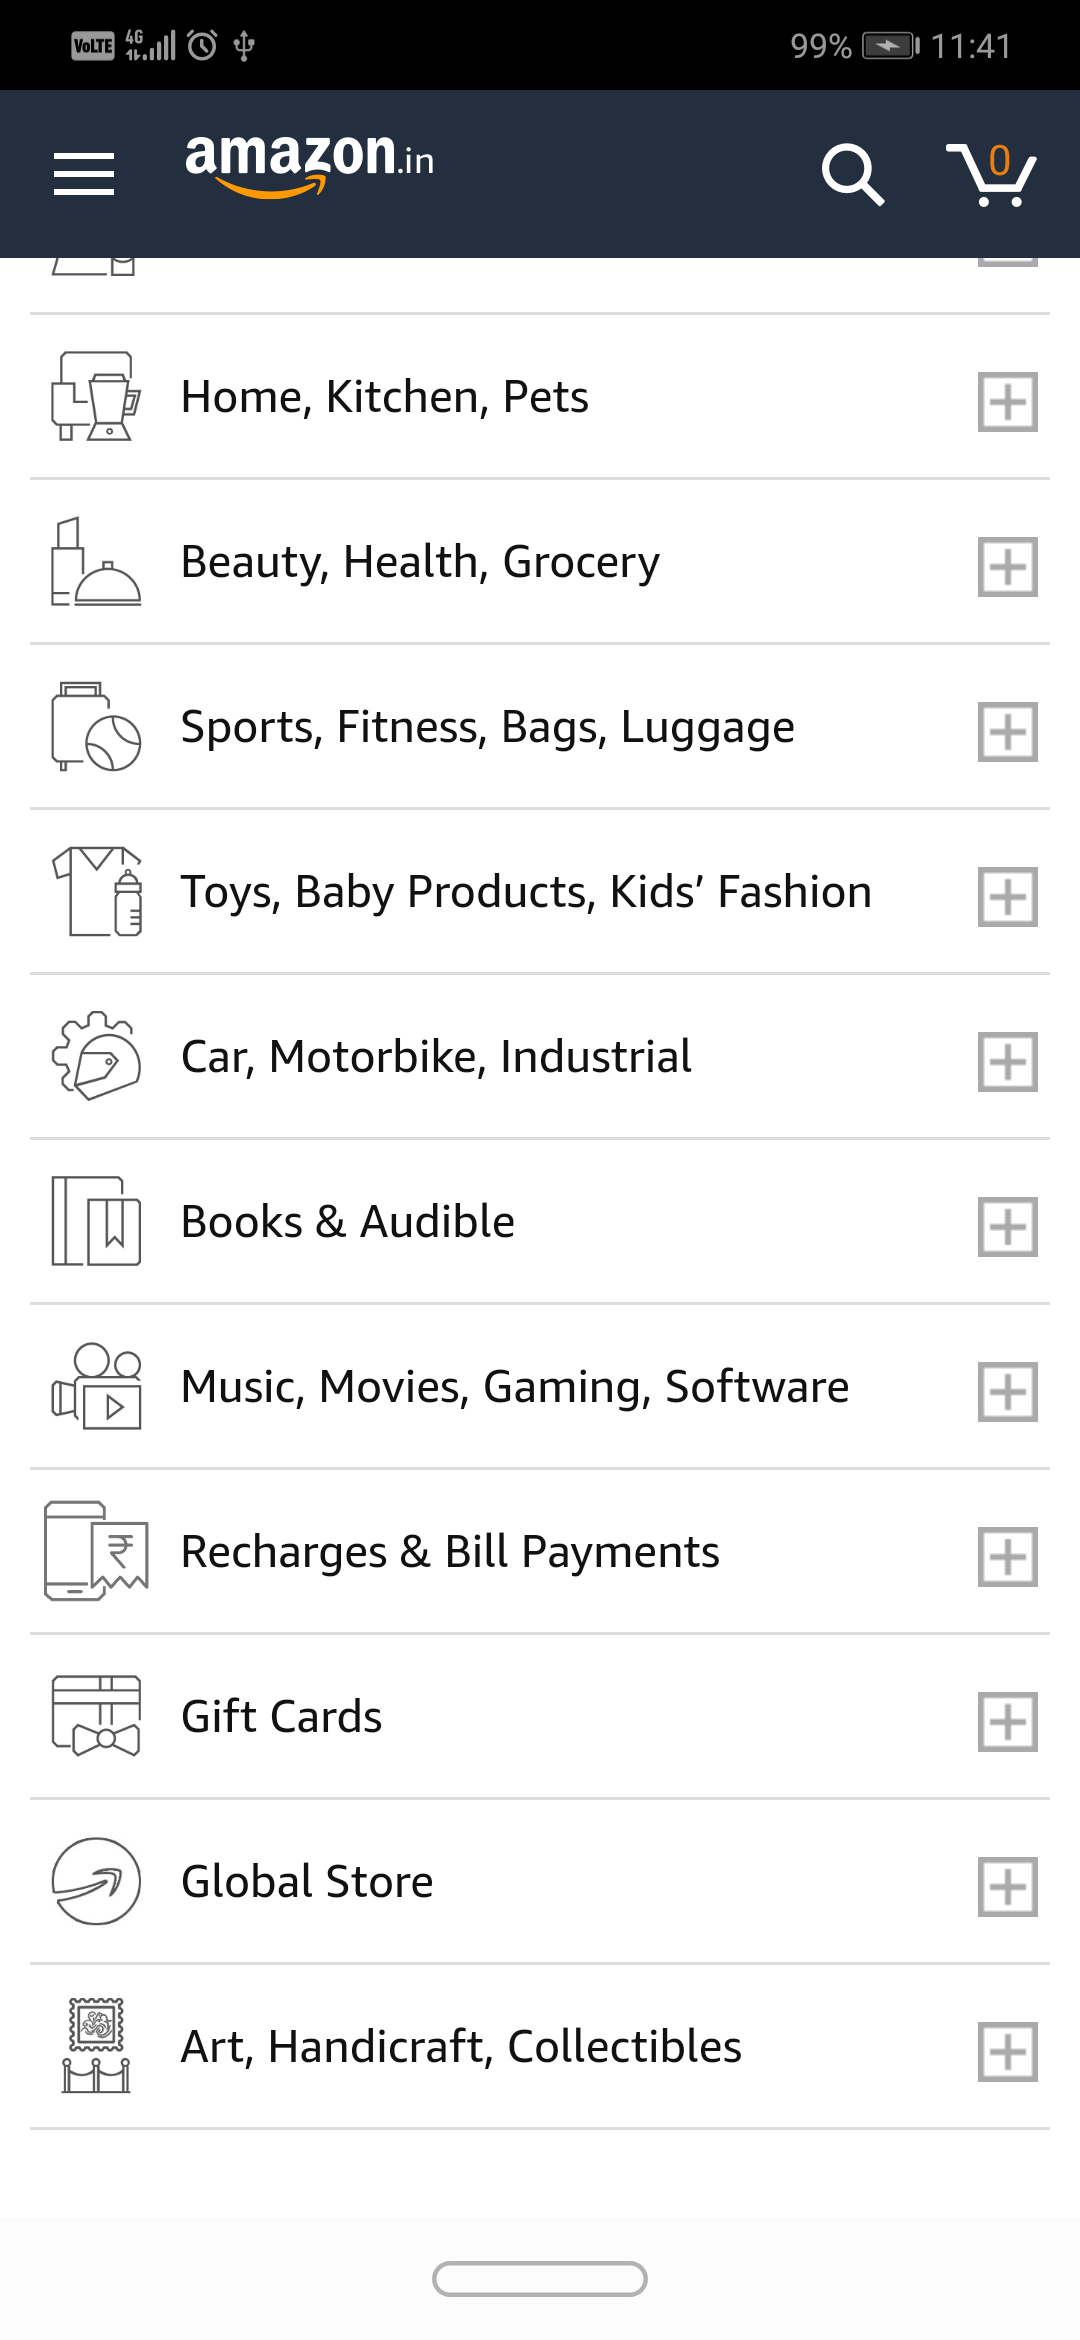 VoLTE 4G 99% 11:41
amazon.in 0
Home, Kitchen, Pets
Beauty, Health, Grocery
Sports, Fitness, Bags, Luggage
Toys, Baby Products, Kids’ Fashion
Car, Motorbike, Industrial
Books & Audible
Music, Movies, Gaming, Software
₹
Recharges & Bill Payments
Gift Cards
Global Store
Art, Handicraft, Collectibles